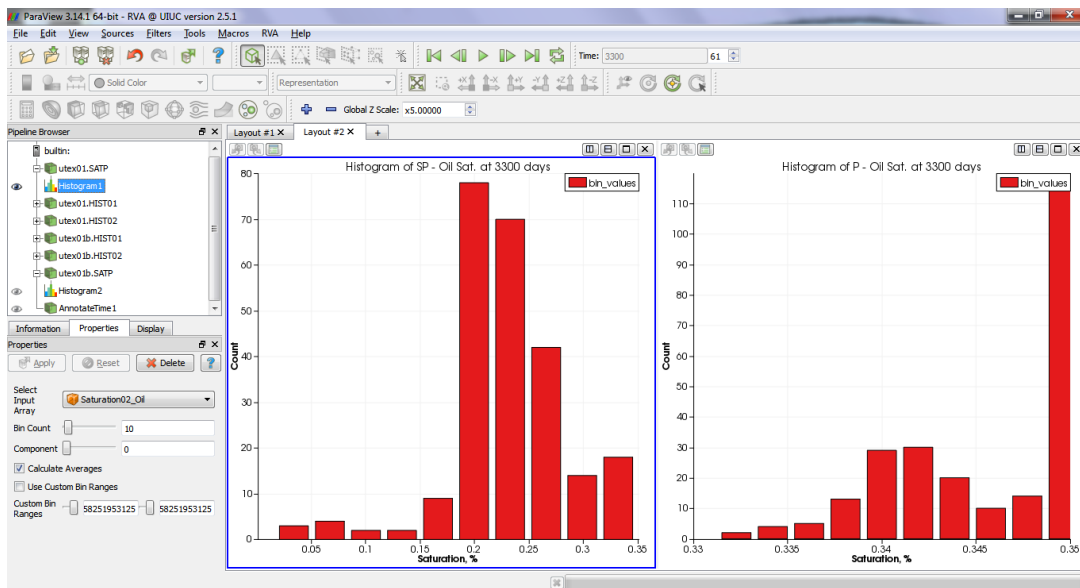 ParaView 3.14.1 64-bit - RVA @ UIUC version 2.5.1
File Edit View Sources Filters Tools Macros RVA Help
Time: 3300 61
Solid Color Representation
+X -X +Y -Y +Z -Z
Global Z Scale: x5.00000
Pipeline Browser
Layout #1 Layout #2 +
builtin:
utex01.SATP
Histogram1
utex01.HIST01
utex01.HIST02
utex01b.HIST01
utex01b.HIST02
utex01b.SATP
Histogram2
AnnotateTime1
Information Properties Display
Properties
Apply Reset Delete ?
Select Input Array Saturation02_Oil
Bin Count 10
Component 0
Calculate Averages
Use Custom Bin Ranges
Custom Bin Ranges 58251953125 58251953125
Histogram of SP - Oil Sat. at 3300 days
bin_values
80
70
60
50
40
30
20
10
0
Count
0.05 0.1 0.15 0.2 0.25 0.3 0.35
Saturation, %
Histogram of P - Oil Sat. at 3300 days
bin_values
110
100
90
80
70
60
50
40
30
20
10
0
Count
0.33 0.335 0.34 0.345 0.35
Saturation, %